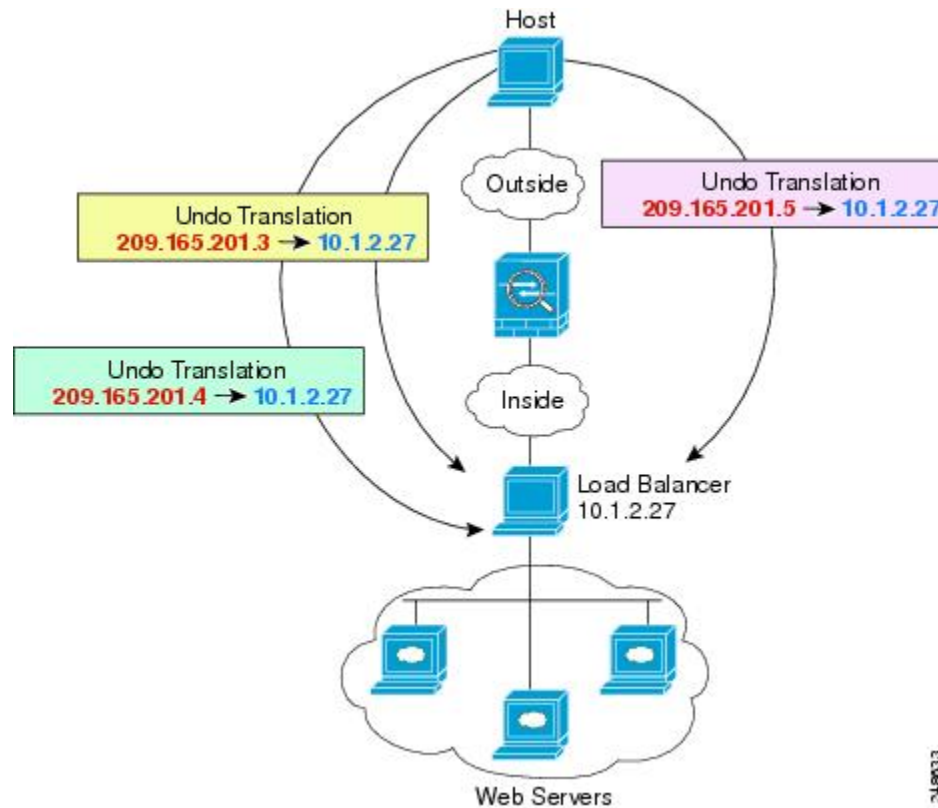 Host
Outside
Undo Translation
209.165.201.5 → 10.1.2.27
Undo Translation
209.165.201.3 → 10.1.2.27
Undo Translation
209.165.201.4 → 10.1.2.27
Inside
Load Balancer
10.1.2.27
Web Servers